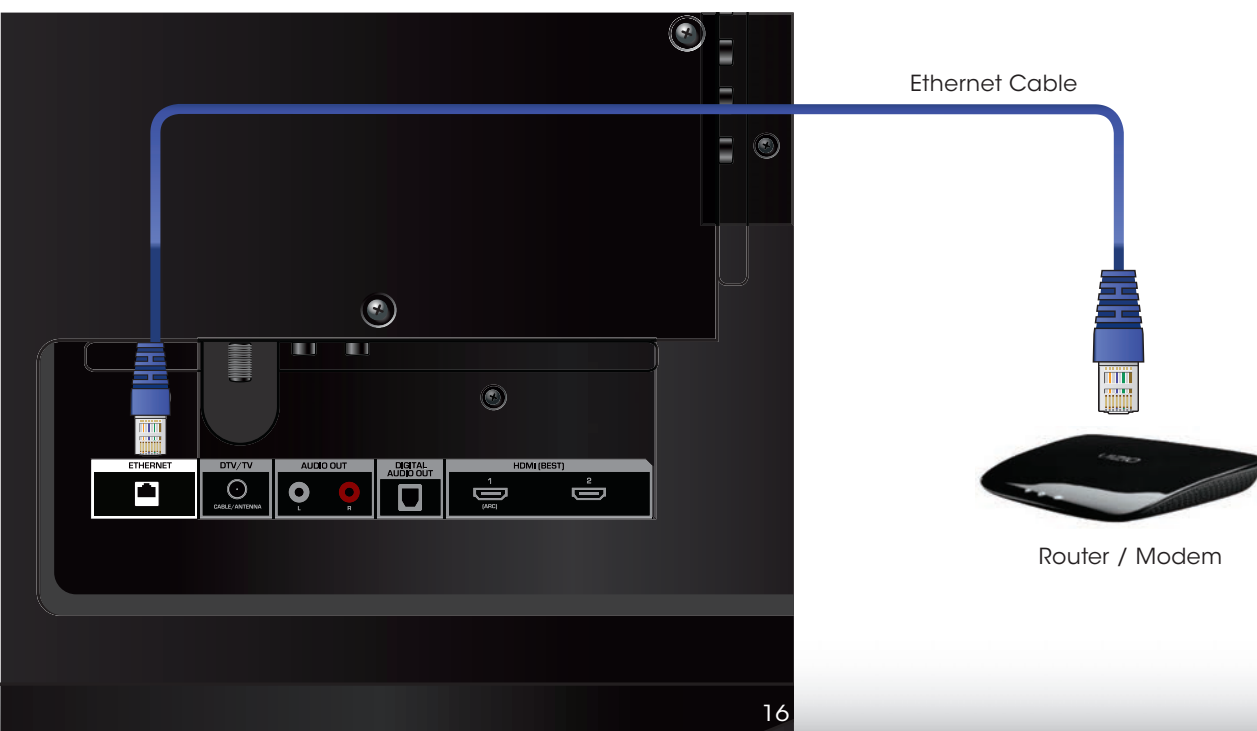 Ethernet Cable
ETHERNET
DTV/TV
CABLE/ANTENNA
AUDIO OUT
L
R
DIGITAL
AUDIO OUT
HDMI (BEST)
1
(ARC)
2
VIZIO
Router / Modem
16